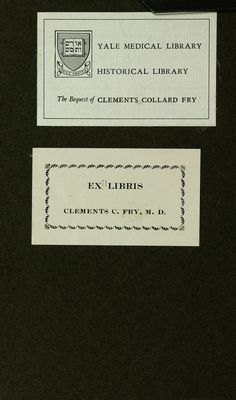 YALE MEDICAL LIBRARY
HISTORICAL LIBRARY
The Bequest of CLEMENTS COLLARD FRY
EX LIBRIS
CLEMENTS C. FRY, M. D.